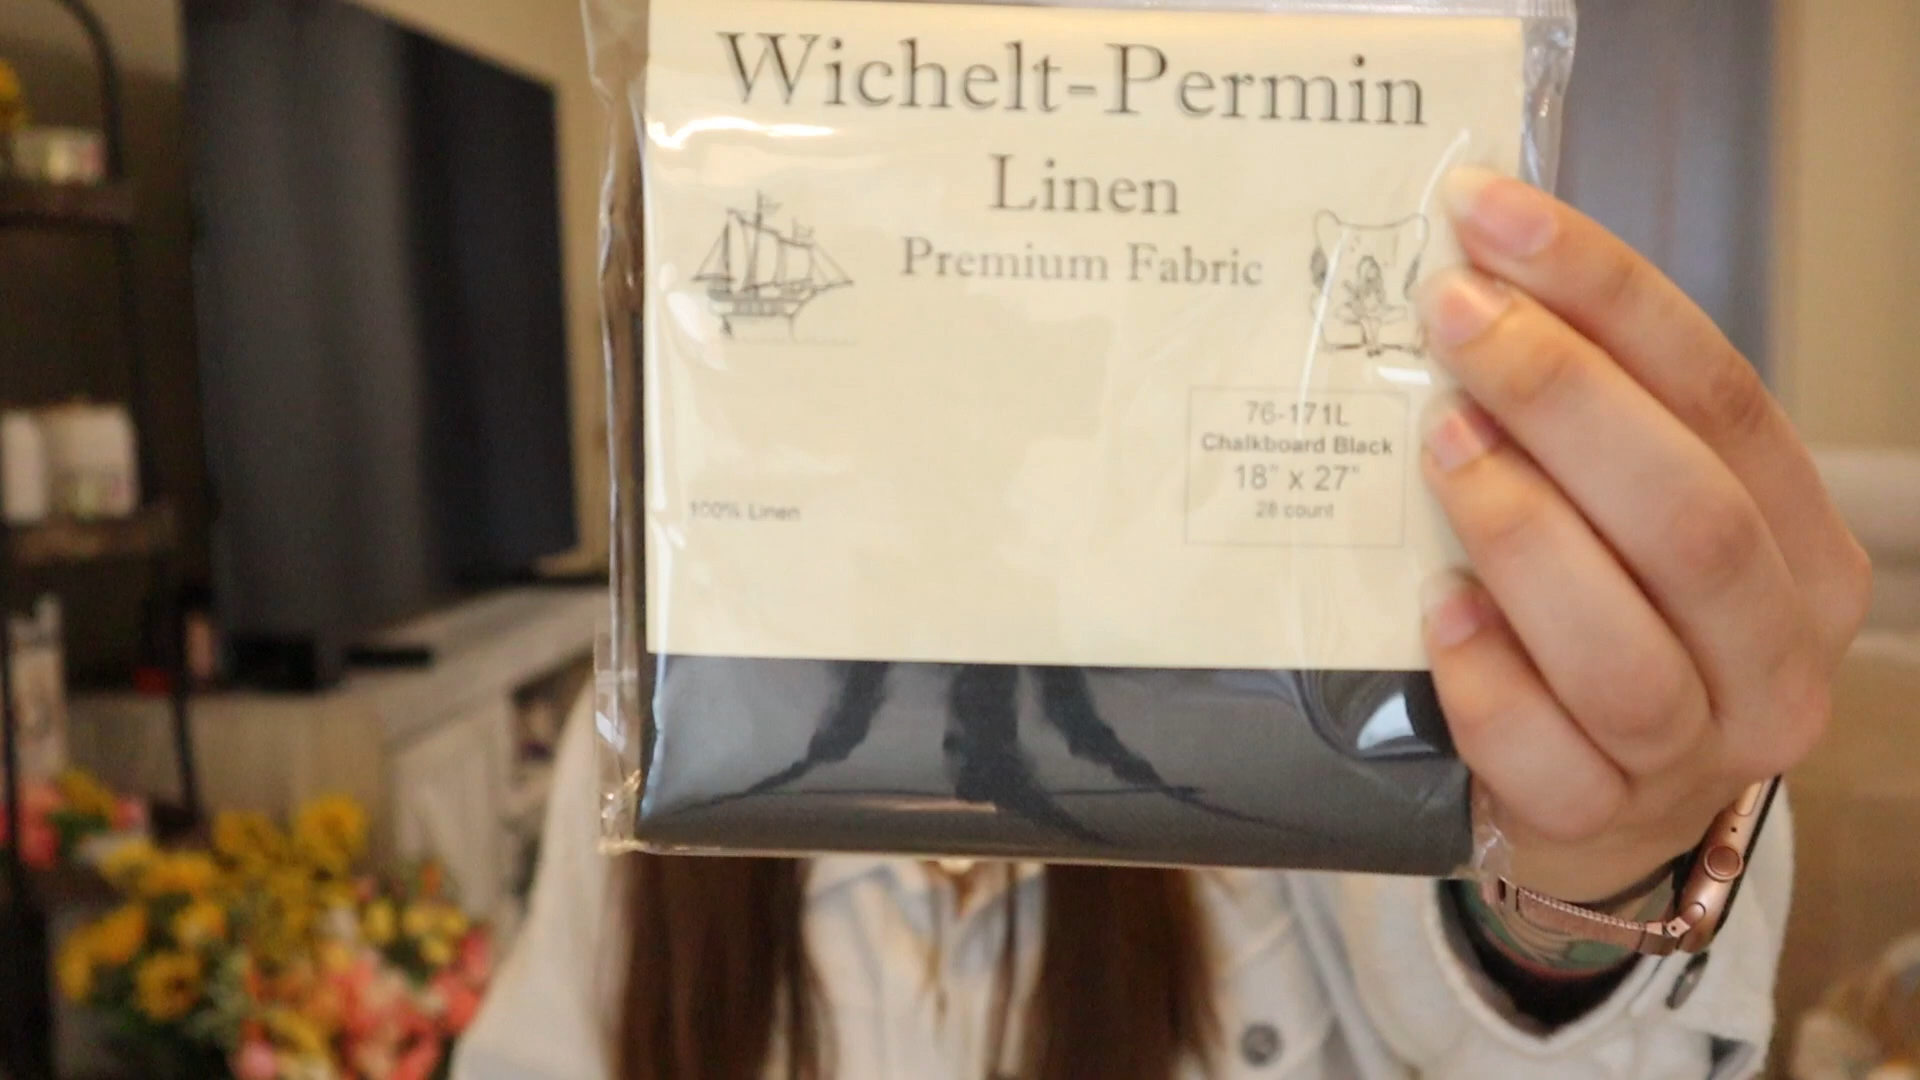 Wichelt-Permin
Linen
Premium Fabric
76-171L
Chalkboard Black
18" x 27"
28 count
100% Linen